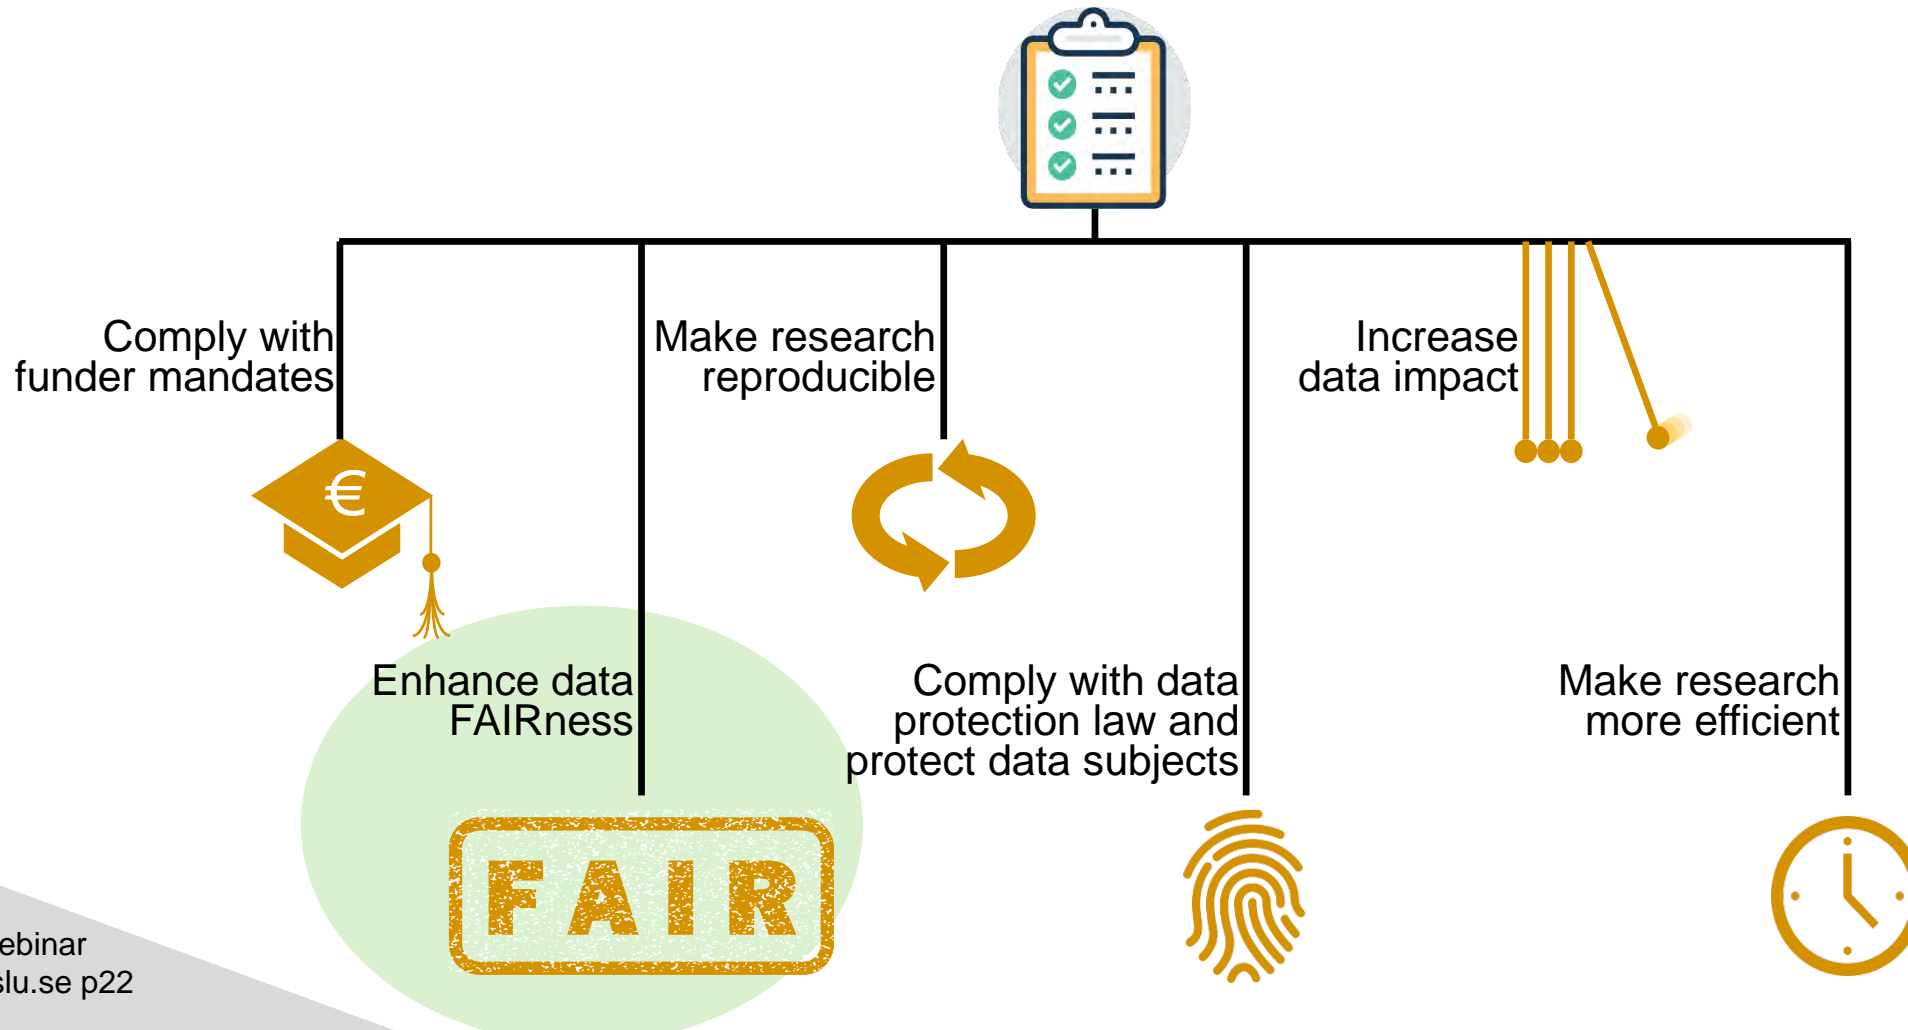 Comply with
funder mandates
€
Enhance data
FAIRness
FAIR
Make research
reproducible
Comply with data
protection law and
protect data subjects
Increase
data impact
Make research
more efficient
ebinar
slu.se p22